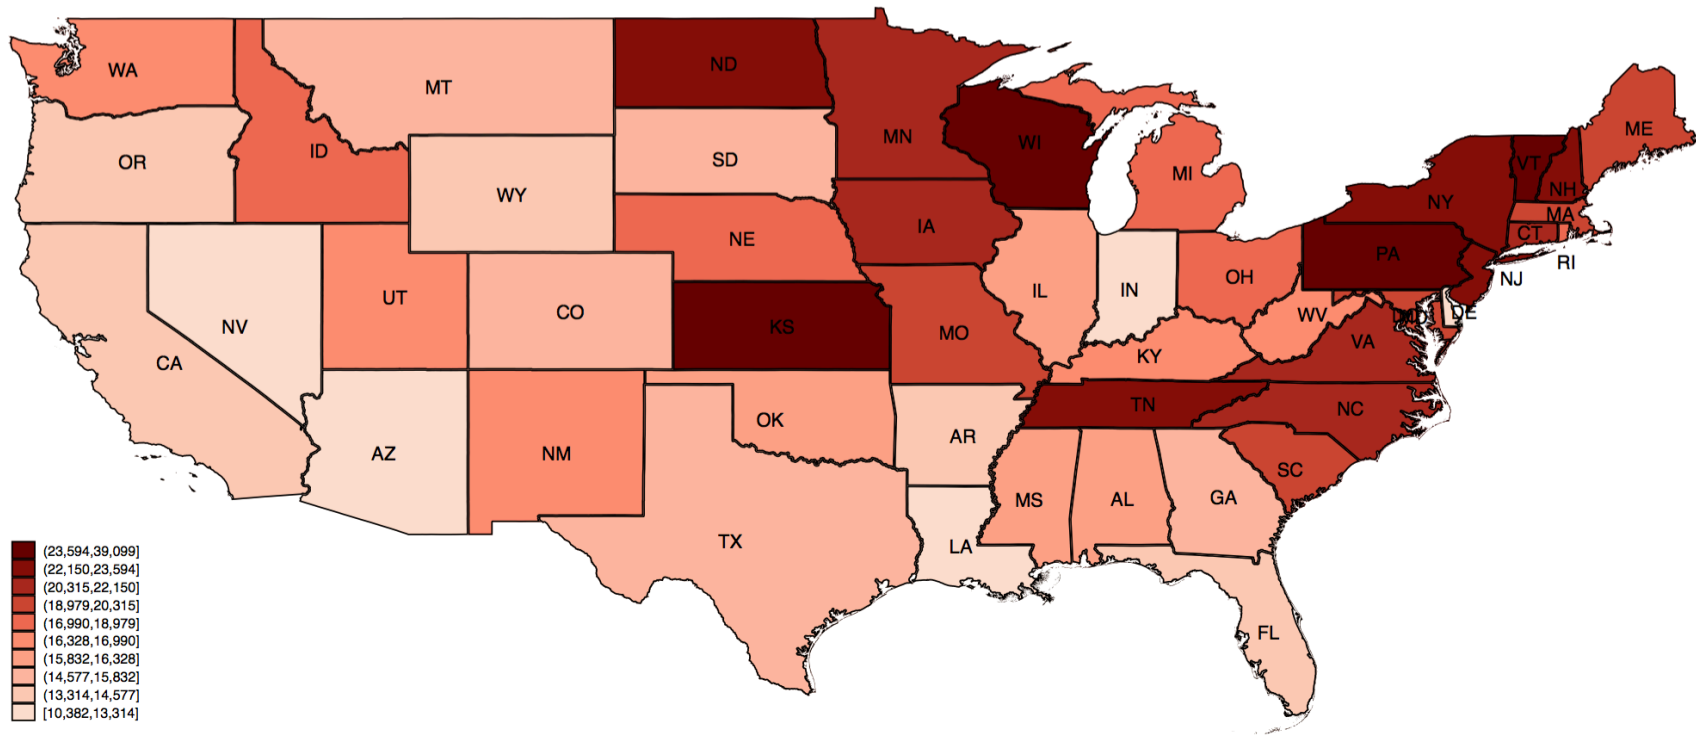 WA
MT
ND
MN
ME
OR
ID
SD
WI
MI
VT
NH
WY
NY
MA
NE
IA
CT
PA
RI
UT
CO
IL
IN
OH
NJ
NV
KS
MO
WV
MD
DE
CA
KY
VA
AZ
NM
OK
AR
TN
NC
MS
AL
GA
SC
TX
LA
FL
(23,594,39,099]
(22,150,23,594]
(20,315,22,150]
(18,979,20,315]
(16,990,18,979]
(16,328,16,990]
(15,832,16,328]
(14,577,15,832]
(13,314,14,577]
[10,382,13,314]